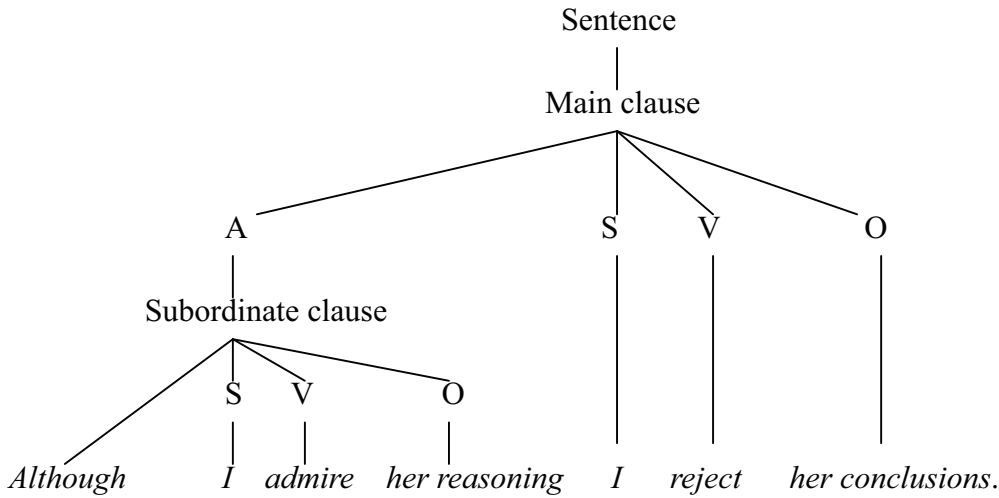 Sentence
Main clause
A S V O
Subordinate clause
S V O
Although I admire her reasoning I reject her conclusions.